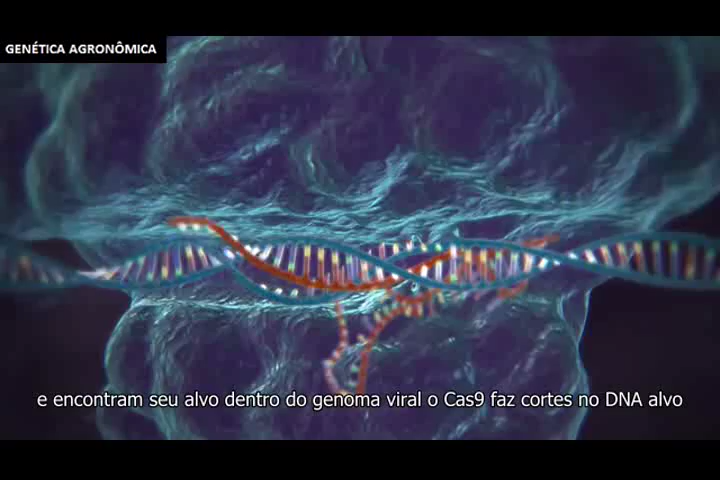 GENÉTICA AGRONÔMICA
e encontram seu alvo dentro do genoma viral o Cas9 faz cortes no DNA alvo